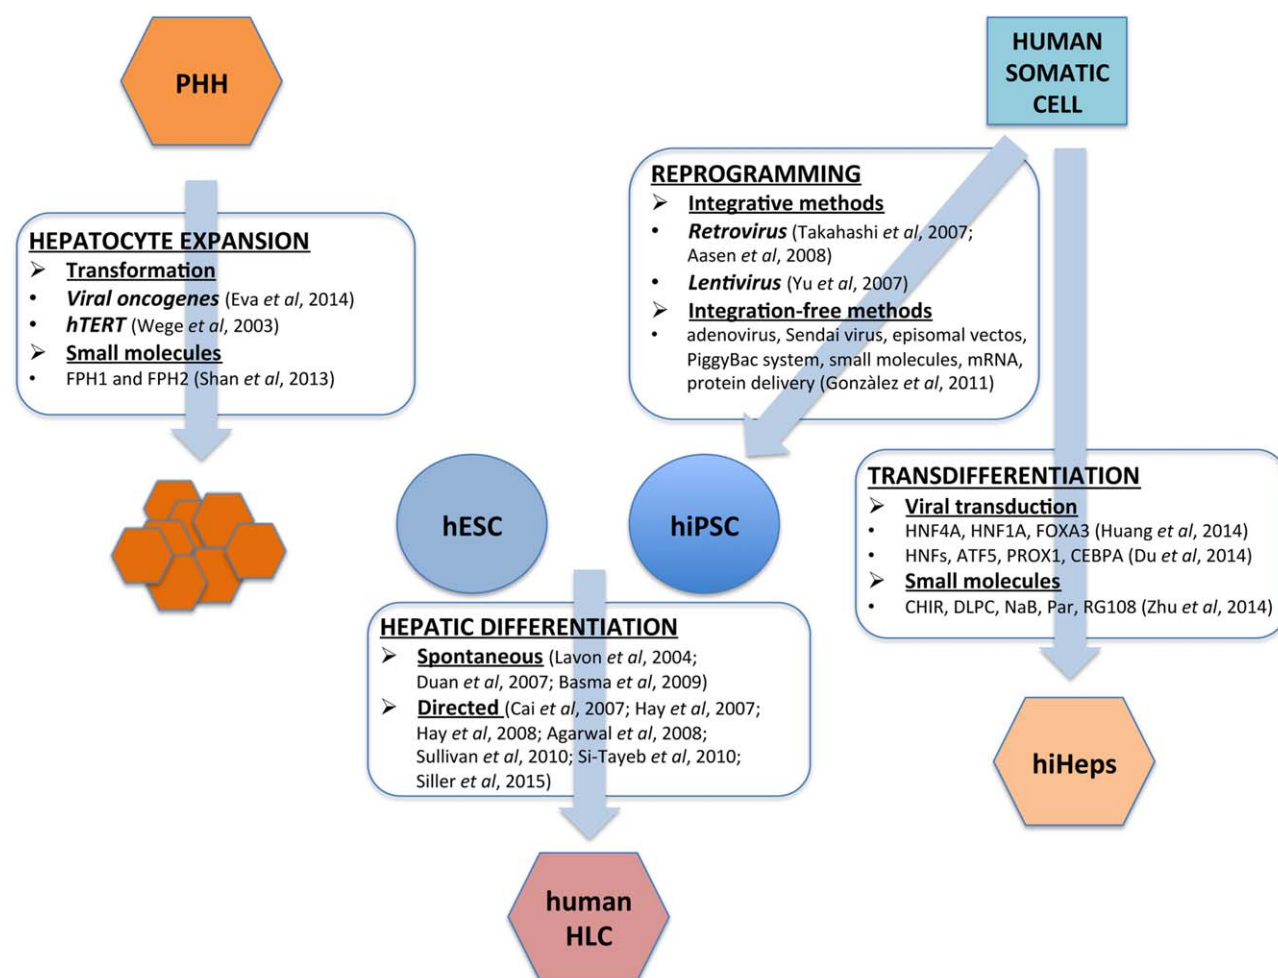 PHH
HUMAN
SOMATIC
CELL
HEPATOCYTE EXPANSION
➢ Transformation
• Viral oncogenes (Eva et al, 2014)
• hTERT (Wege et al, 2003)
➢ Small molecules
• FPH1 and FPH2 (Shan et al, 2013)
REPROGRAMMING
➢ Integrative methods
• Retrovirus (Takahashi et al, 2007;
Aasen et al, 2008)
• Lentivirus (Yu et al, 2007)
➢ Integration-free methods
• adenovirus, Sendai virus, episomal vectos,
PiggyBac system, small molecules, mRNA,
protein delivery (Gonzàlez et al, 2011)
hESC
hiPSC
TRANSDIFFERENTIATION
➢ Viral transduction
• HNF4A, HNF1A, FOXA3 (Huang et al, 2014)
• HNFs, ATF5, PROX1, CEBPA (Du et al, 2014)
➢ Small molecules
• CHIR, DLPC, NaB, Par, RG108 (Zhu et al, 2014)
HEPATIC DIFFERENTIATION
➢ Spontaneous (Lavon et al, 2004;
Duan et al, 2007; Basma et al, 2009)
➢ Directed (Cai et al, 2007; Hay et al, 2007;
Hay et al, 2008; Agarwal et al, 2008;
Sullivan et al, 2010; Si-Tayeb et al, 2010;
Siller et al, 2015)
hiHeps
human
HLC